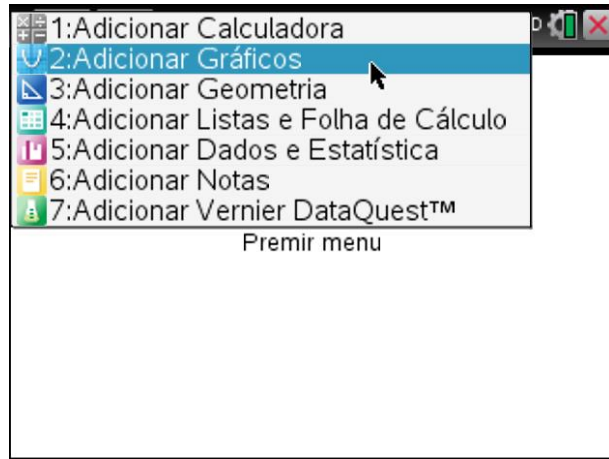 1:Adicionar Calculadora
2:Adicionar Gráficos
3:Adicionar Geometria
4:Adicionar Listas e Folha de Cálculo
5:Adicionar Dados e Estatística
6:Adicionar Notas
7:Adicionar Vernier DataQuest™
Premir menu